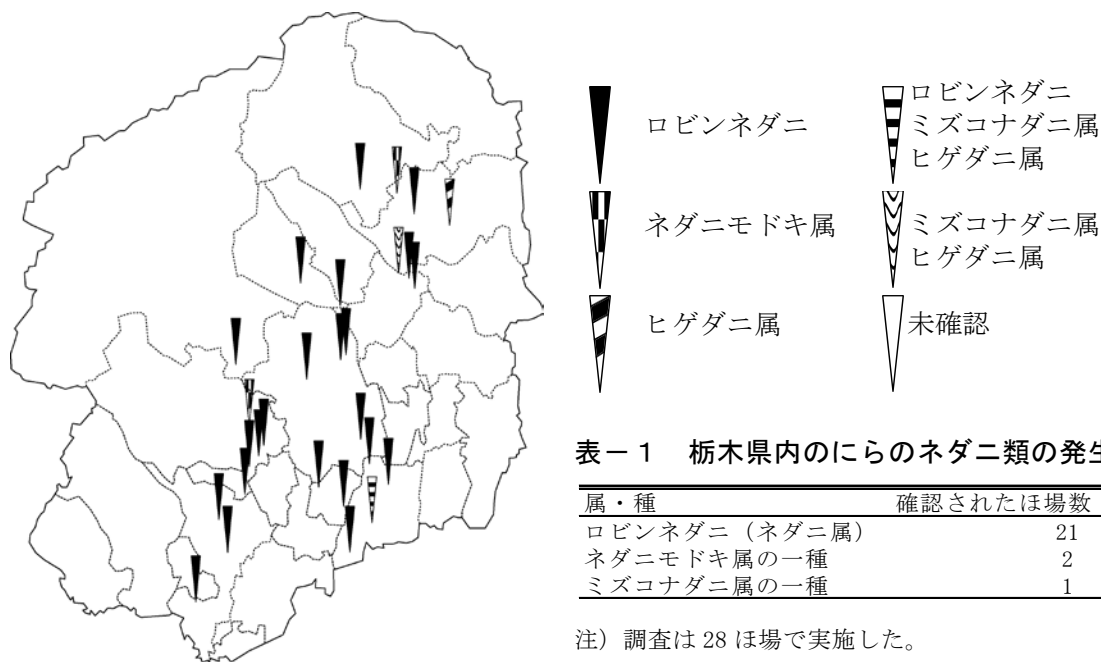 ロビンネダニ
ネダニモドキ属
ヒゲダニ属
ロビンネダニ
ミズコナダニ属
ヒゲダニ属
ミズコナダニ属
ヒゲダニ属
未確認
表－1　栃木県内のにらのネダニ類の発生
属・種　確認されたほ場数
ロビンネダニ（ネダニ属）　21
ネダニモドキ属の一種　2
ミズコナダニ属の一種　1
注）調査は 28 ほ場で実施した。